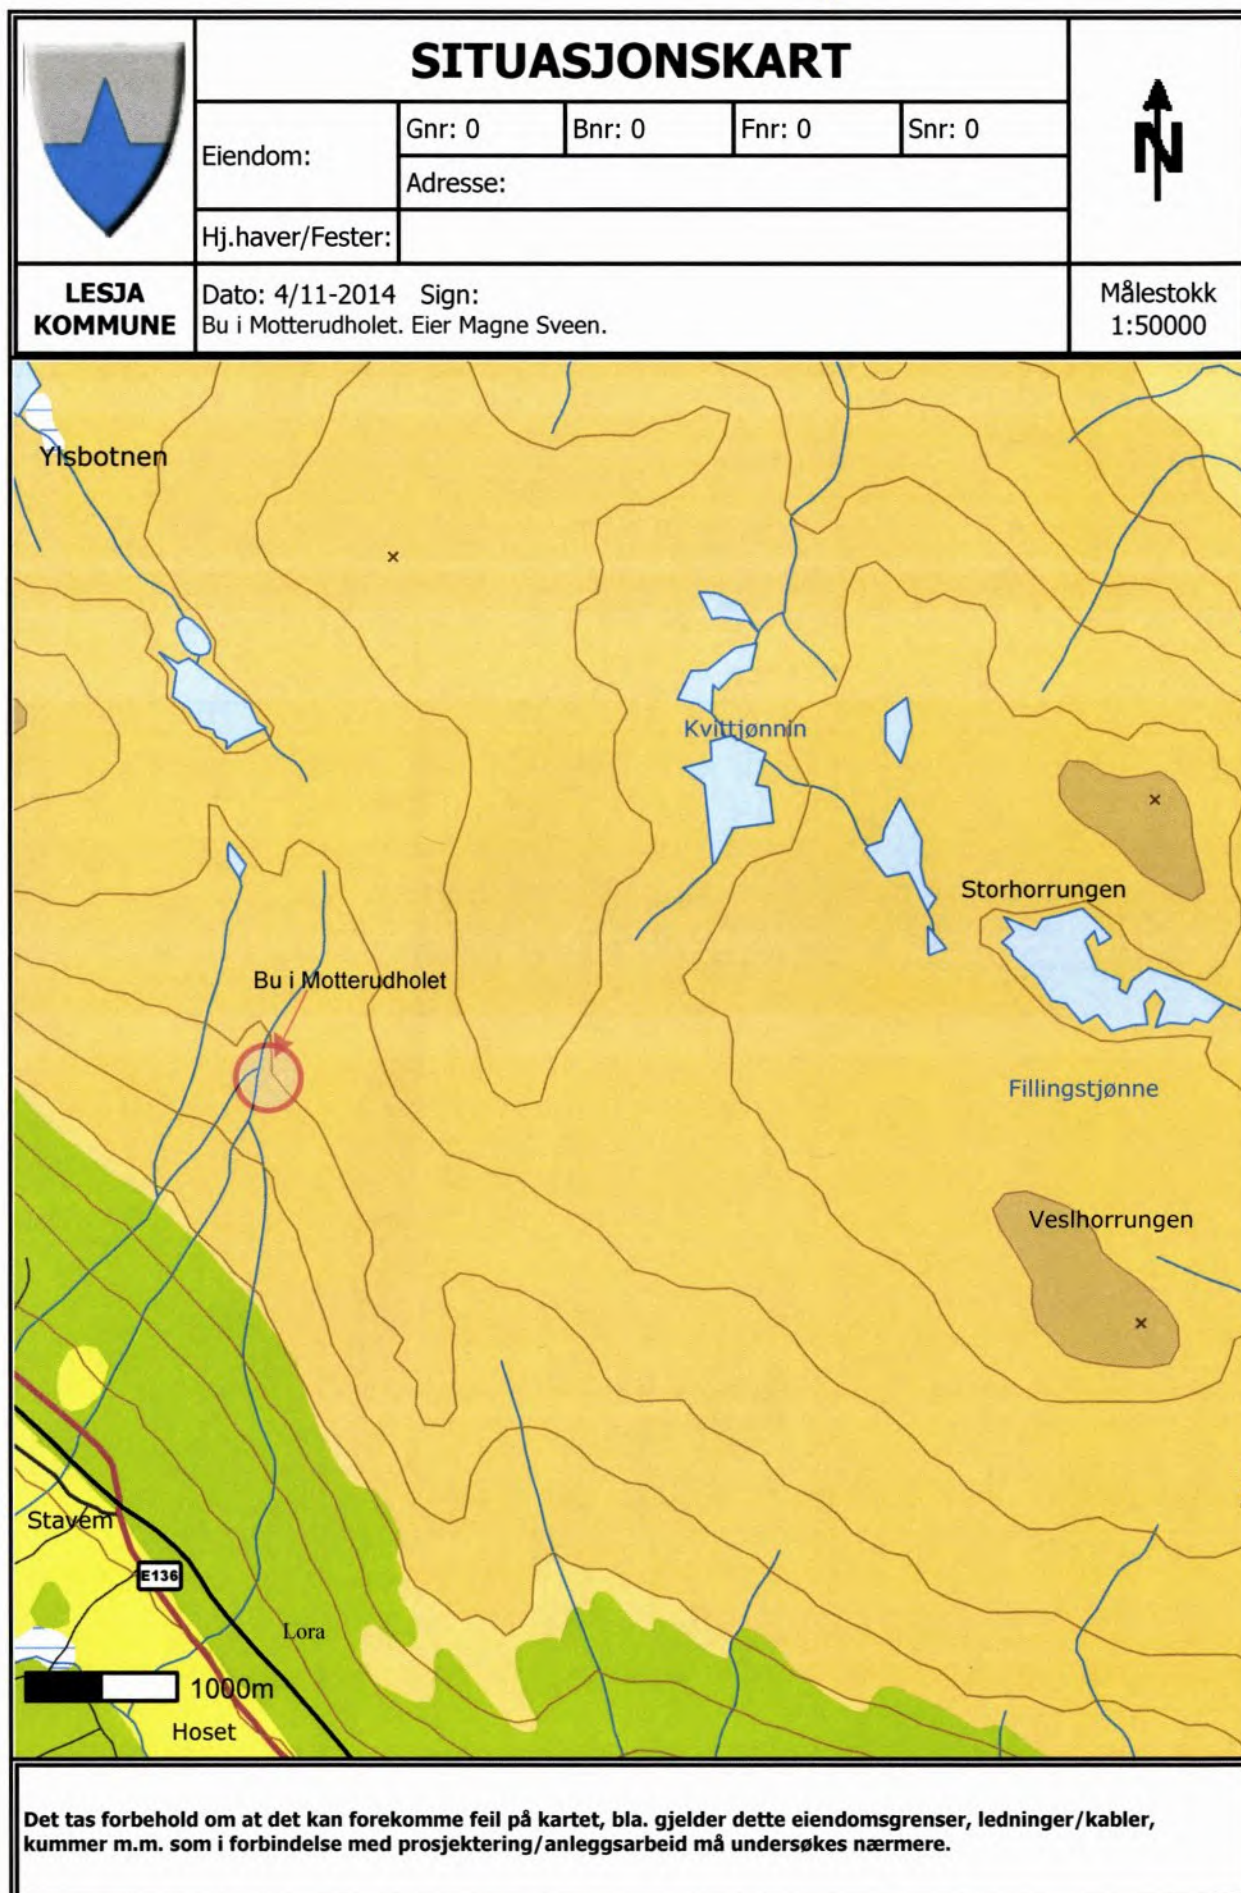 SITUASJONSKART
Eiendom:
Gnr: 0
Bnr: 0
Fnr: 0
Snr: 0
Adresse:
Hj.haver/Fester:
N
LESJA
KOMMUNE
Dato: 4/11-2014 Sign:
Bu i Motterudholet. Eier Magne Sveen.
Målestokk
1:50000
Ylsbotnen
Kvittjønnin
Storhorrungen
Bu i Motterudholet
Fillingstjønne
Veslhorrungen
Stavem
E136
Lora
1000m
Hoset
Det tas forbehold om at det kan forekomme feil på kartet, bla. gjelder dette eiendomsgrenser, ledninger/kabler,
kummer m.m. som i forbindelse med prosjektering/anleggsarbeid må undersøkes nærmere.